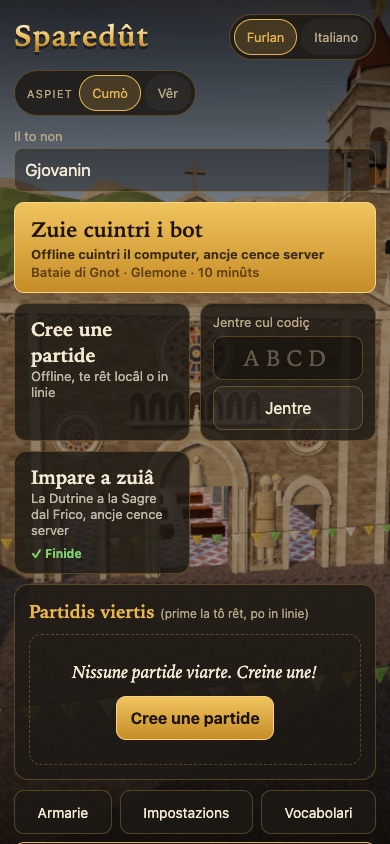 Sparedût
Furlan
Italiano
ASPIET
Cumò
Vêr
Il to non
Gjovanin
Zuie cuintri i bot
Offline cuintri il computer, ancje cence server
Bataie di Gnot · Glemone · 10 minûts
Cree une
partide
Offline, te rêt locâl o in
linie
Jentre cul codiç
ABCD
Jentre
Impare a zuiâ
La Dutrine a la Sagre
dal Frico, ancje cence
server
✓ Finide
Partidis viertis (prime la tô rêt, po in linie)
Nissune partide viarte. Creine une!
Cree une partide
Armarie
Impostazions
Vocabolari